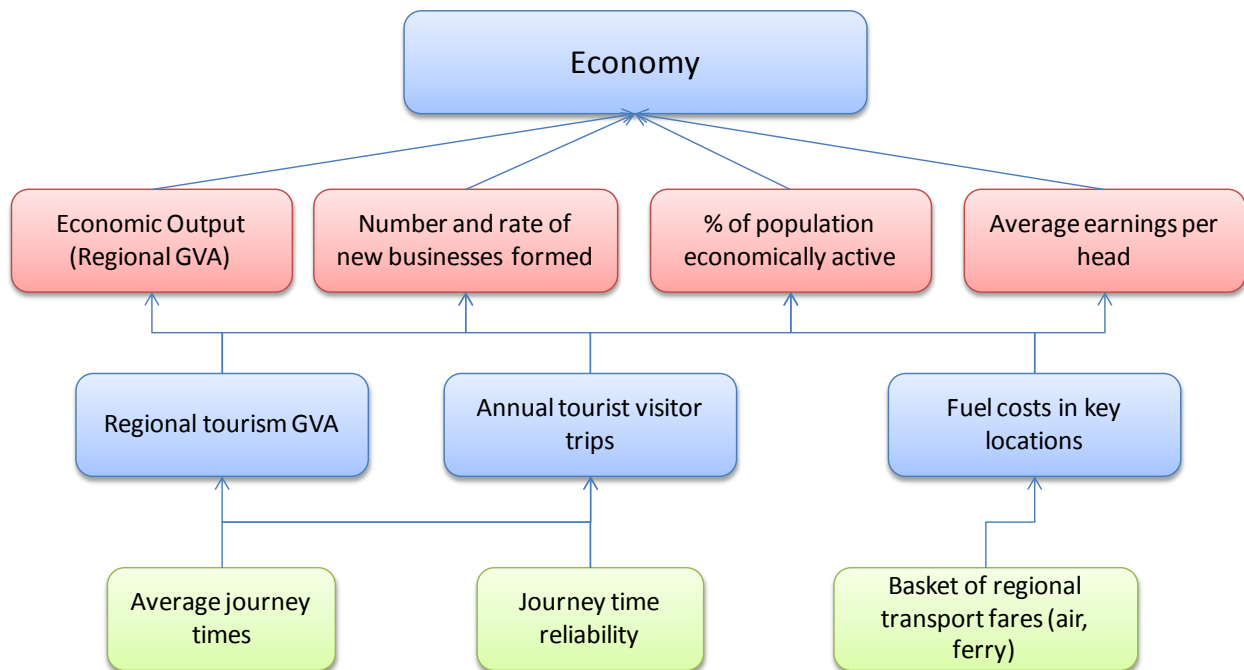 Economy
Economic Output
(Regional GVA)
Number and rate of
new businesses formed
% of population
economically active
Average earnings per
head
Regional tourism GVA
Annual tourist visitor
trips
Fuel costs in key
locations
Average journey
times
Journey time
reliability
Basket of regional
transport fares (air,
ferry)